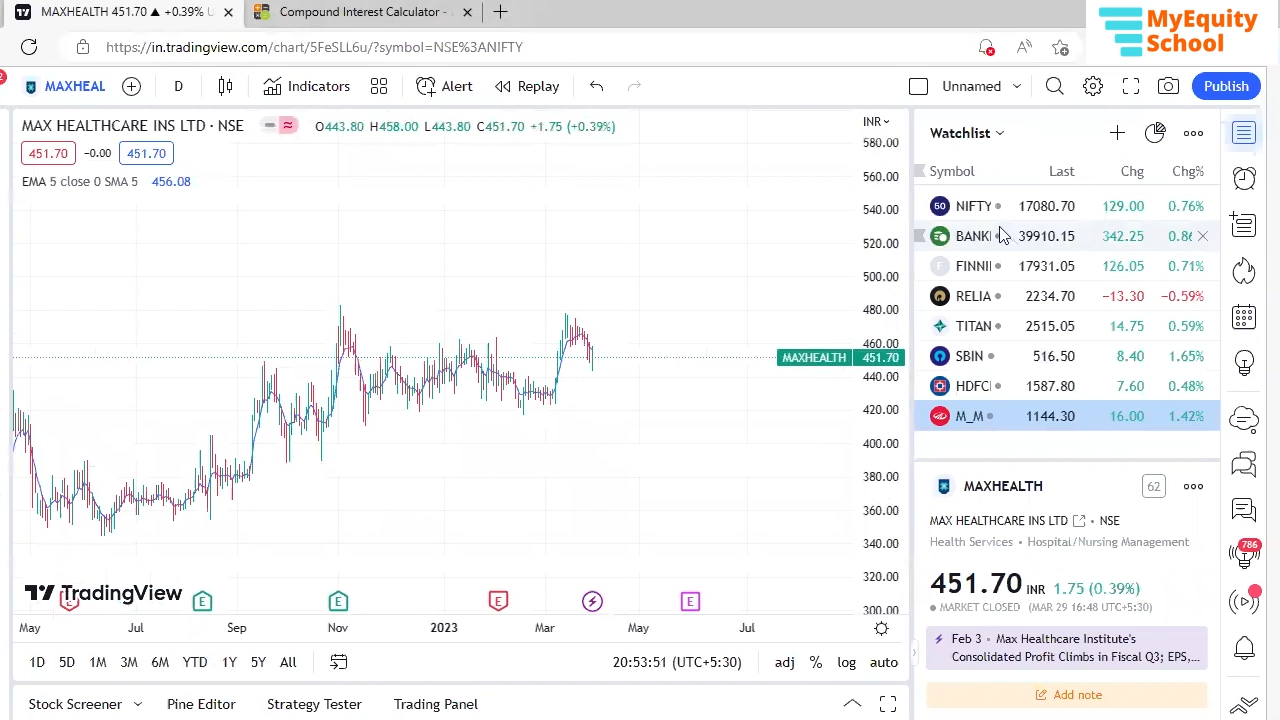 MAXHEALTH 451.70 ▲ +0.39% U
Compound Interest Calculator -
MyEquity
School
https://in.tradingview.com/chart/5FeSLL6u/?symbol=NSE%3ANIFTY
2
MAXHEAL
D
Indicators
Alert
Replay
Unnamed
Publish
MAX HEALTHCARE INS LTD · NSE
O443.80 H458.00 L443.80 C451.70 +1.75 (+0.39%)
451.70 -0.00 451.70
EMA 5 close 0 SMA 5 456.08
INR
580.00
560.00
540.00
520.00
500.00
480.00
460.00
MAXHEALTH 451.70
440.00
420.00
400.00
380.00
360.00
340.00
320.00
300.00
TradingView
E E E E E
May Jul Sep Nov 2023 Mar May Jul
1D 5D 1M 3M 6M YTD 1Y 5Y All
20:53:51 (UTC+5:30) adj % log auto
Stock Screener Pine Editor Strategy Tester Trading Panel
Watchlist
Symbol Last Chg Chg%
50 NIFTY 17080.70 129.00 0.76%
BANK 39910.15 342.25 0.86
F FINNII 17931.05 126.05 0.71%
RELIA 2234.70 −13.30 −0.59%
TITAN 2515.05 14.75 0.59%
SBIN 516.50 8.40 1.65%
HDFC 1587.80 7.60 0.48%
M_M 1144.30 16.00 1.42%
MAXHEALTH 62
MAX HEALTHCARE INS LTD • NSE
Health Services • Hospital/Nursing Management
451.70 INR 1.75 (0.39%)
MARKET CLOSED (MAR 29 16:48 UTC+5:30)
Feb 3 • Max Healthcare Institute's
Consolidated Profit Climbs in Fiscal Q3; EPS,...
Add note
786